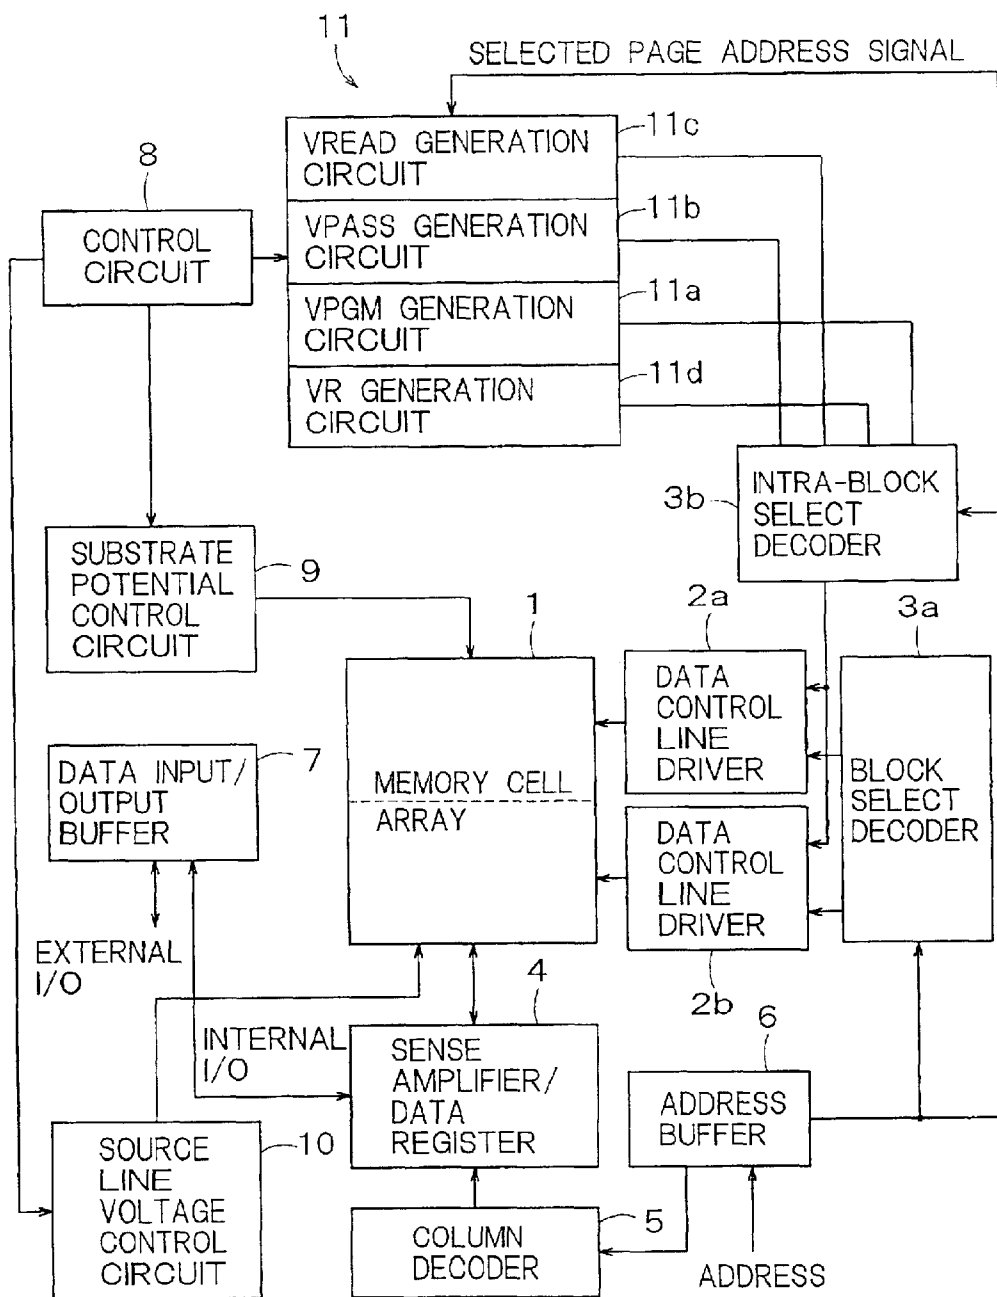 11
SELECTED PAGE ADDRESS SIGNAL
VREAD GENERATION
CIRCUIT
11c
8
CONTROL
CIRCUIT
VPASS GENERATION
CIRCUIT
11b
VPGM GENERATION
CIRCUIT
11a
VR GENERATION
CIRCUIT
11d
3b
INTRA-BLOCK
SELECT
DECODER
SUBSTRATE
POTENTIAL
CONTROL
CIRCUIT
9
1
2a
3a
DATA
CONTROL
LINE
DRIVER
MEMORY CELL
ARRAY
BLOCK
SELECT
DECODER
DATA INPUT/
OUTPUT
BUFFER
7
DATA
CONTROL
LINE
DRIVER
2b
EXTERNAL
I/O
INTERNAL
I/O
4
SENSE
AMPLIFIER/
DATA
REGISTER
6
ADDRESS
BUFFER
SOURCE
LINE
VOLTAGE
CONTROL
CIRCUIT
10
COLUMN
DECODER
5
ADDRESS